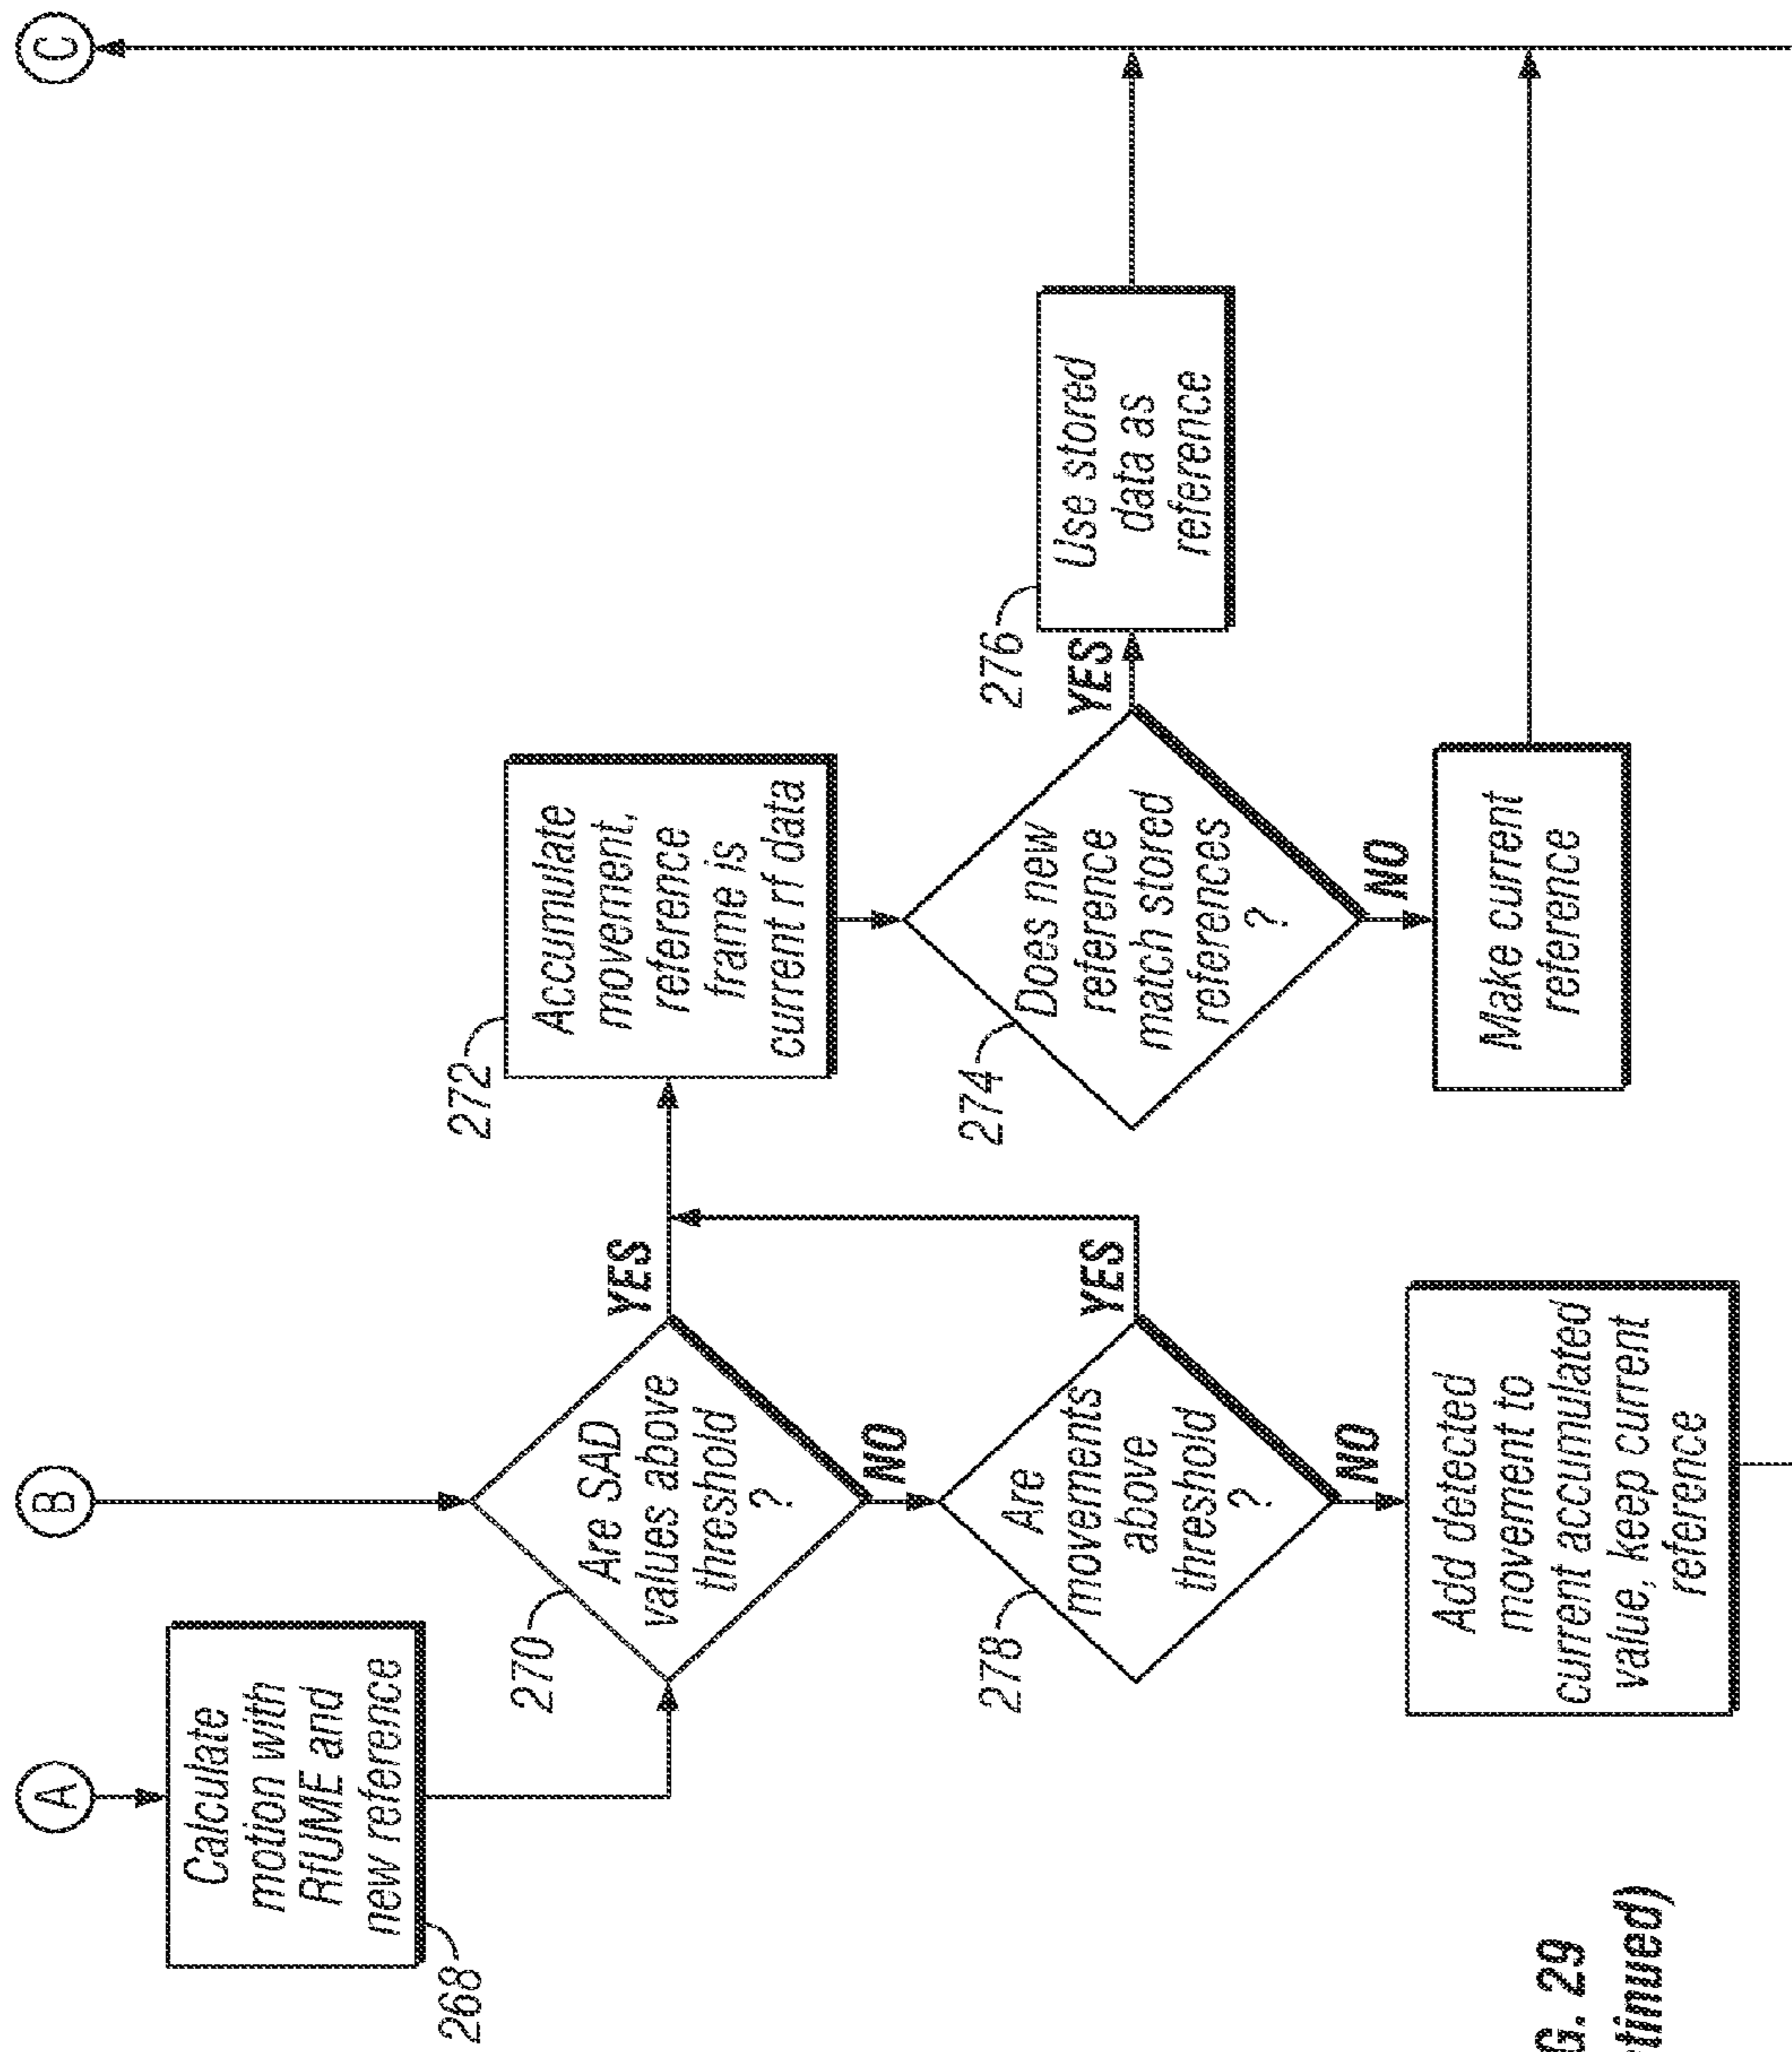 A
Calculate
motion with
RfUME and
new reference
268
B
Are SAD
values above
threshold
?
270
YES
NO
Are
movements
above
threshold
?
278
YES
NO
Add detected
movement to
current accumulated
value, keep current
reference
272
Accumulate
movement,
reference
frame is
current rf data
274
Does new
reference
match stored
references
?
YES
NO
276
Use stored
data as
reference
Make current
reference
C
G. 29
tinued)